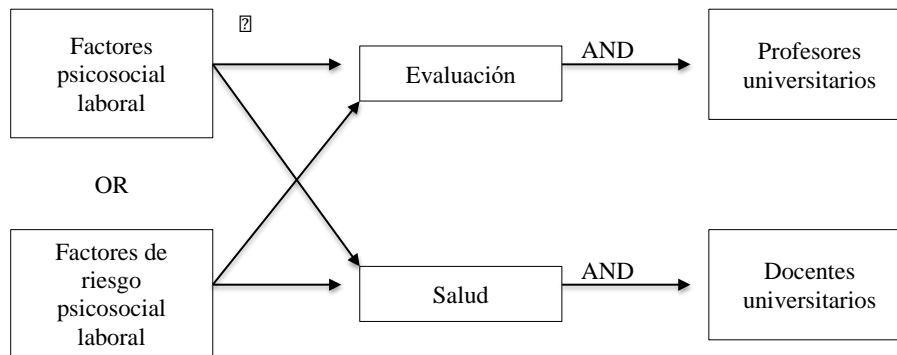 Factores
psicosocial
laboral
Evaluación
AND
Profesores
universitarios
OR
Factores de
riesgo
psicosocial
laboral
Salud
AND
Docentes
universitarios